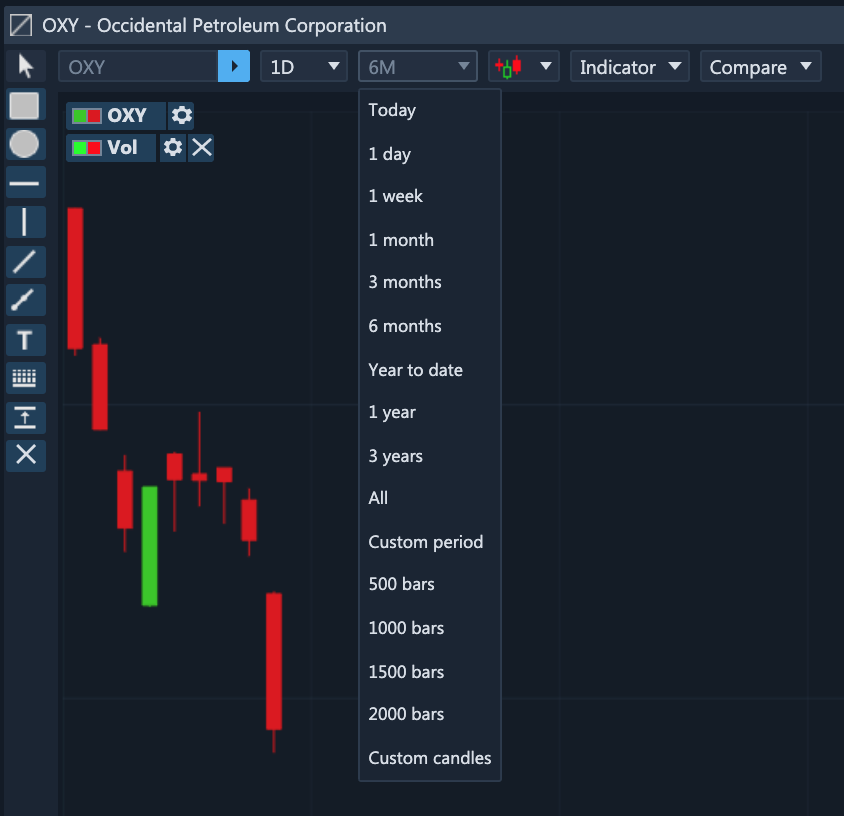 OXY - Occidental Petroleum Corporation
OXY 1D 6M Indicator Compare
OXY
Vol
T
Today
1 day
1 week
1 month
3 months
6 months
Year to date
1 year
3 years
All
Custom period
500 bars
1000 bars
1500 bars
2000 bars
Custom candles